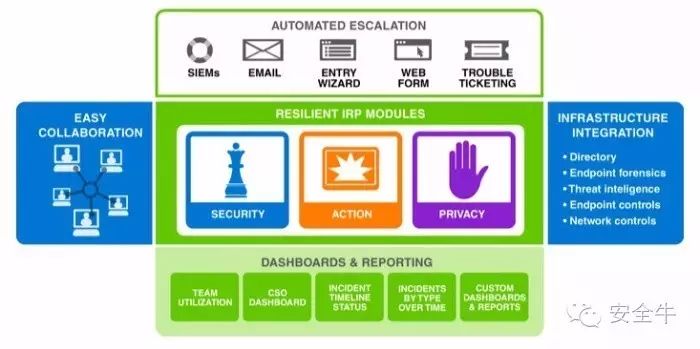 AUTOMATED ESCALATION
SIEMs
EMAIL
ENTRY
WIZARD
WEB
FORM
TROUBLE
TICKETING
EASY
COLLABORATION
RESILIENT IRP MODULES
SECURITY
ACTION
PRIVACY
INFRASTRUCTURE
INTEGRATION
• Directory
• Endpoint forensics
• Threat inteligence
• Endpoint controls
• Network controls
DASHBOARDS & REPORTING
TEAM
UTILIZATION
CSO
DASHBOARD
INCIDENT
TIMELINE
STATUS
INCIDENTS
BY TYPE
OVER TIME
CUSTOM
DASHBOARDS
& REPORTS
安全牛